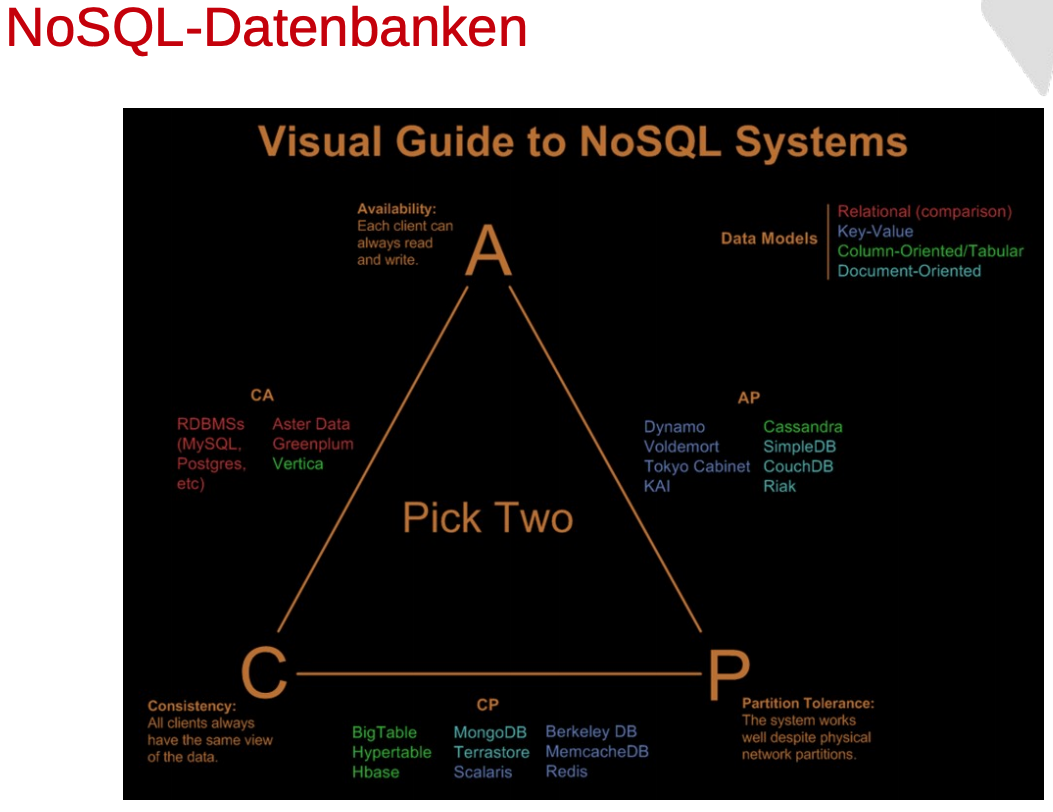 NoSQL-Datenbanken
Visual Guide to NoSQL Systems
Availability:
Each client can
always read
and write.
A
Data Models
Relational (comparison)
Key-Value
Column-Oriented/Tabular
Document-Oriented
CA
RDBMSs
(MySQL,
Postgres,
etc)
Aster Data
Greenplum
Vertica
AP
Dynamo
Voldemort
Tokyo Cabinet
KAI
Cassandra
SimpleDB
CouchDB
Riak
Pick Two
C
Consistency:
All clients always
have the same view
of the data.
CP
BigTable
Hypertable
Hbase
MongoDB
Terrastore
Scalaris
Berkeley DB
MemcacheDB
Redis
P
Partition Tolerance:
The system works
well despite physical
network partitions.